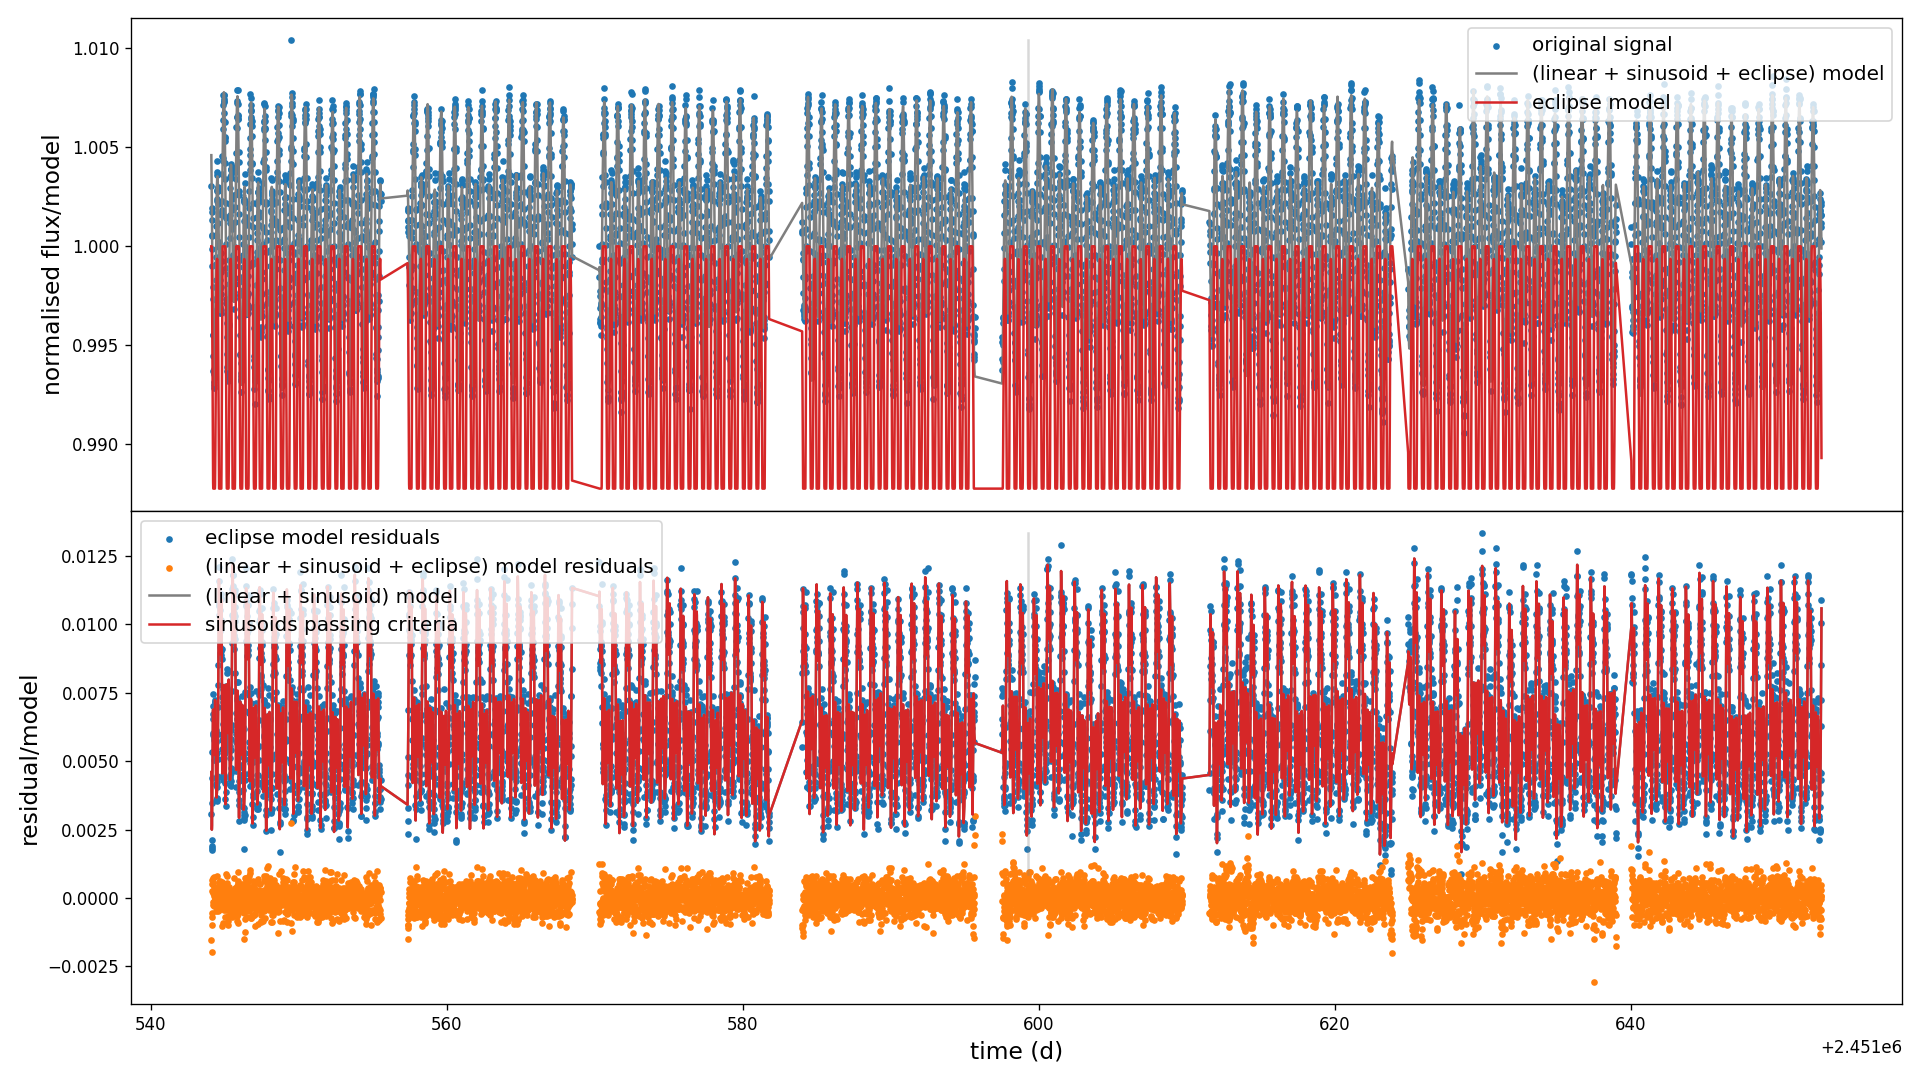 1.010
1.005
1.000
0.995
0.990
normalised flux/model
original signal
(linear + sinusoid + eclipse) model
eclipse model
0.0125
0.0100
0.0075
0.0050
0.0025
0.0000
−0.0025
residual/model
eclipse model residuals
(linear + sinusoid + eclipse) model residuals
(linear + sinusoid) model
sinusoids passing criteria
540
560
580
600
620
640
+2.451e6
time (d)